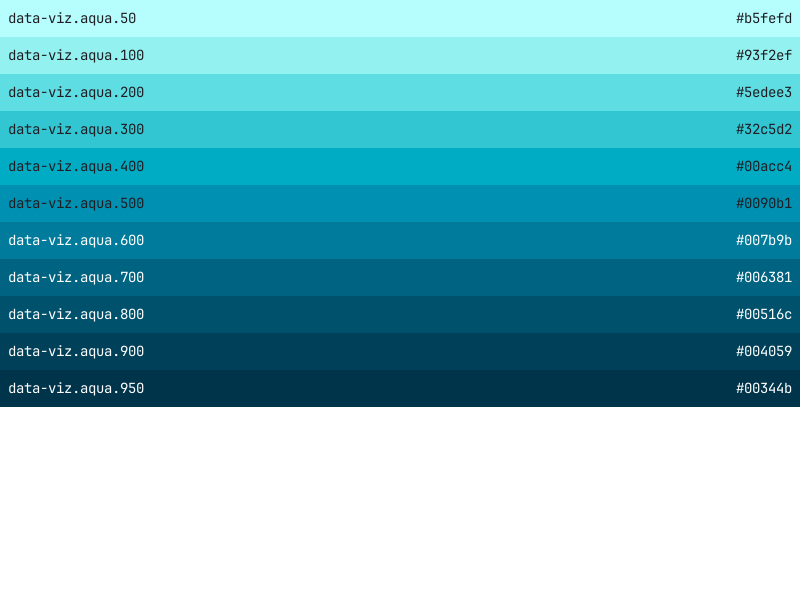 data-viz.aqua.50 #b5fefd
data-viz.aqua.100 #93f2ef
data-viz.aqua.200 #5edee3
data-viz.aqua.300 #32c5d2
data-viz.aqua.400 #00acc4
data-viz.aqua.500 #0090b1
data-viz.aqua.600 #007b9b
data-viz.aqua.700 #006381
data-viz.aqua.800 #00516c
data-viz.aqua.900 #004059
data-viz.aqua.950 #00344b